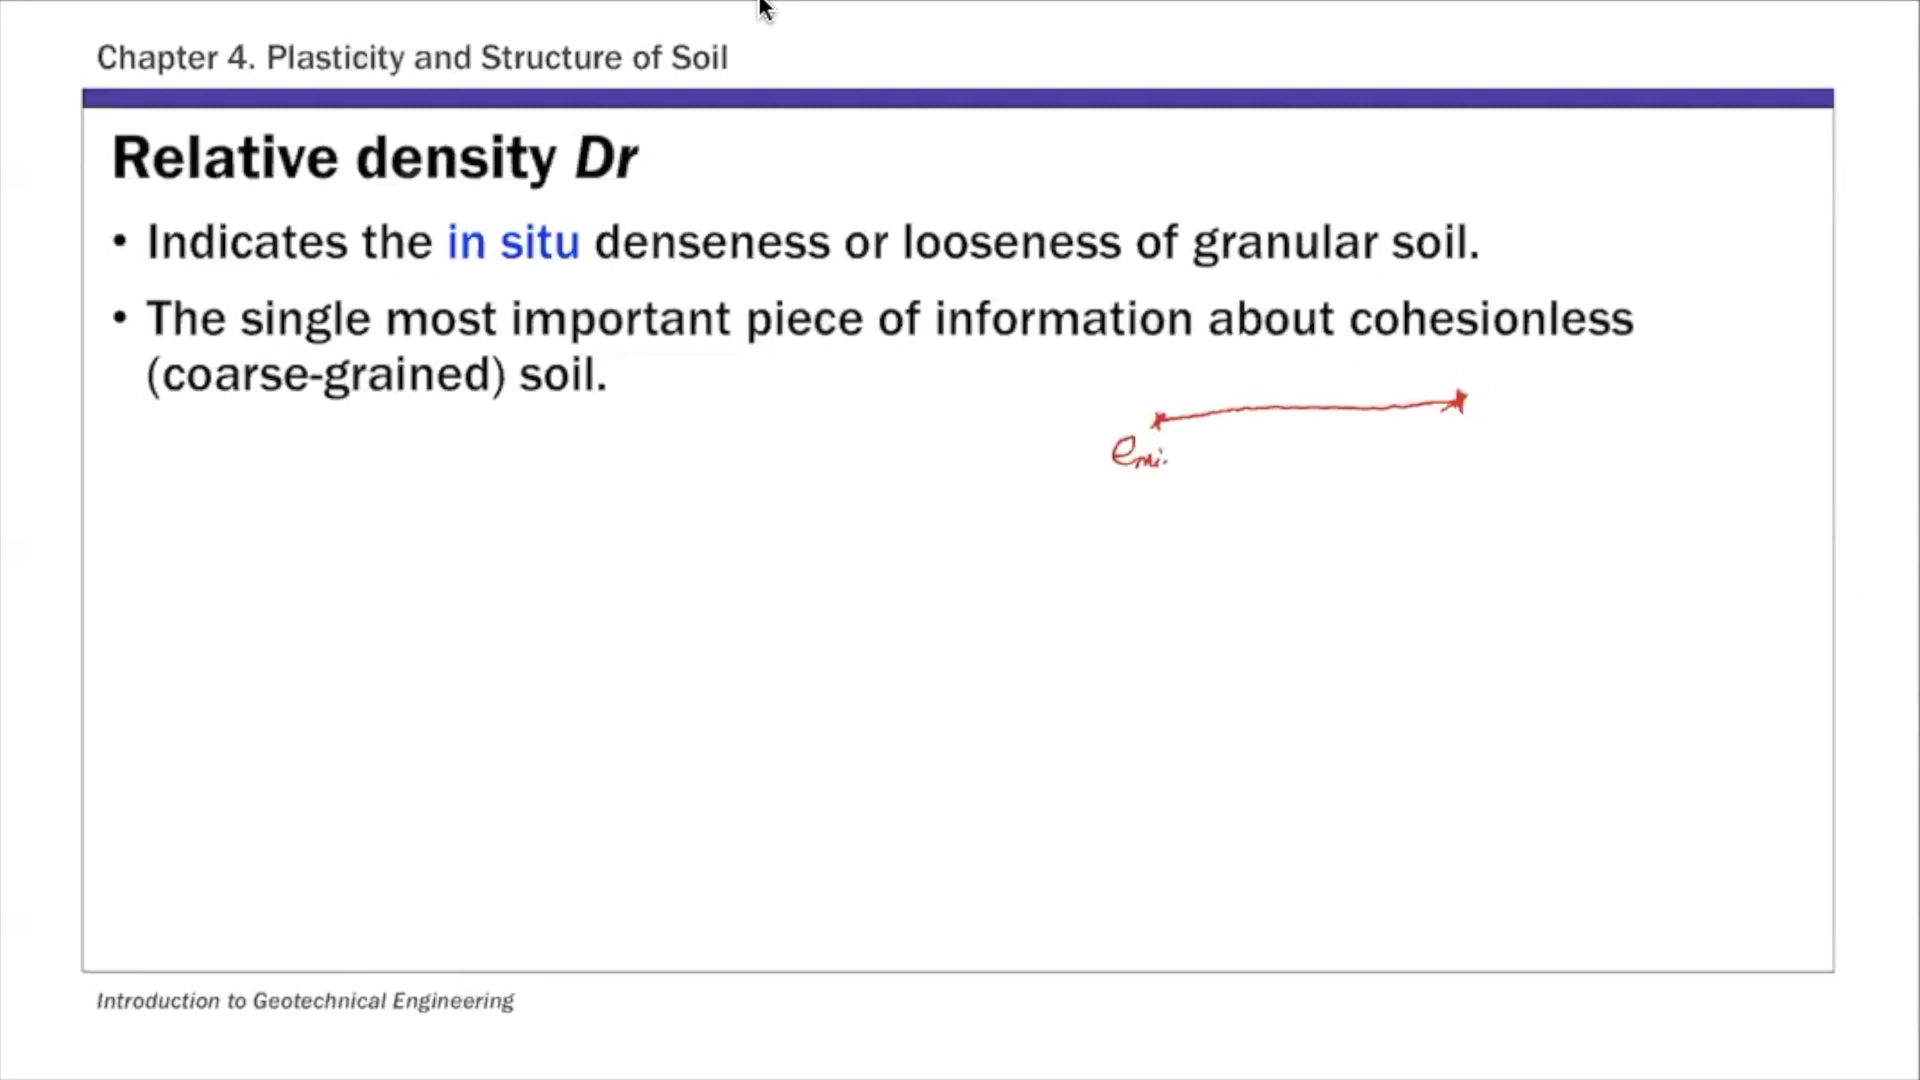 Chapter 4. Plasticity and Structure of Soil
Relative density Dr
• Indicates the in situ denseness or looseness of granular soil.
• The single most important piece of information about cohesionless
(coarse-grained) soil.
emi
Introduction to Geotechnical Engineering